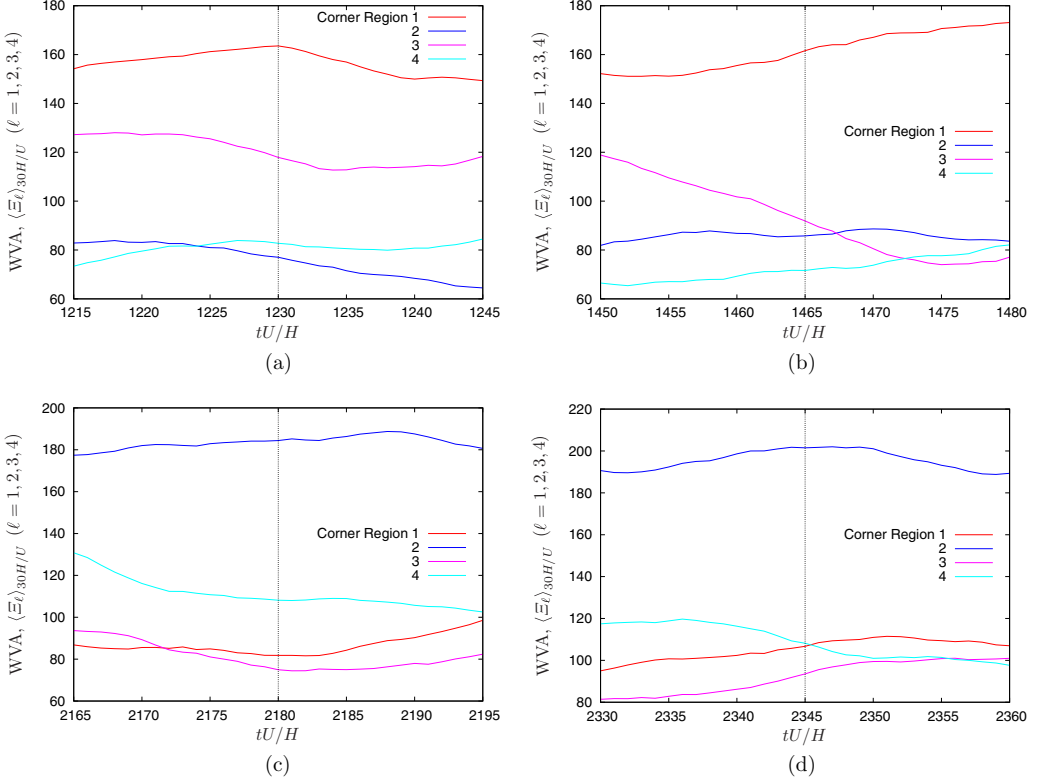 180
160
140
120
100
80
60
1215 1220 1225 1230 1235 1240 1245
WVA, ⟨Ξℓ⟩30H/U (ℓ = 1, 2, 3, 4)
Corner Region 1
2
3
4
tU/H
(a)
180
160
140
120
100
80
60
1450 1455 1460 1465 1470 1475 1480
WVA, ⟨Ξℓ⟩30H/U (ℓ = 1, 2, 3, 4)
Corner Region 1
2
3
4
tU/H
(b)
200
180
160
140
120
100
80
60
2165 2170 2175 2180 2185 2190 2195
WVA, ⟨Ξℓ⟩30H/U (ℓ = 1, 2, 3, 4)
Corner Region 1
2
3
4
tU/H
(c)
220
200
180
160
140
120
100
80
2330 2335 2340 2345 2350 2355 2360
WVA, ⟨Ξℓ⟩30H/U (ℓ = 1, 2, 3, 4)
Corner Region 1
2
3
4
tU/H
(d)